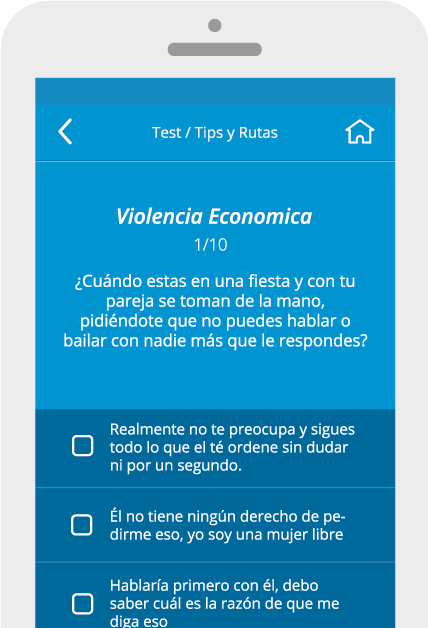 Test / Tips y Rutas
Violencia Economica
1/10
¿Cuándo estas en una fiesta y con tu
pareja se toman de la mano,
pidiéndote que no puedes hablar o
bailar con nadie más que le respondes?
Realmente no te preocupa y sigues
todo lo que el té ordene sin dudar
ni por un segundo.
Él no tiene ningún derecho de pe-
dirme eso, yo soy una mujer libre
Hablaría primero con él, debo
saber cuál es la razón de que me
diga eso